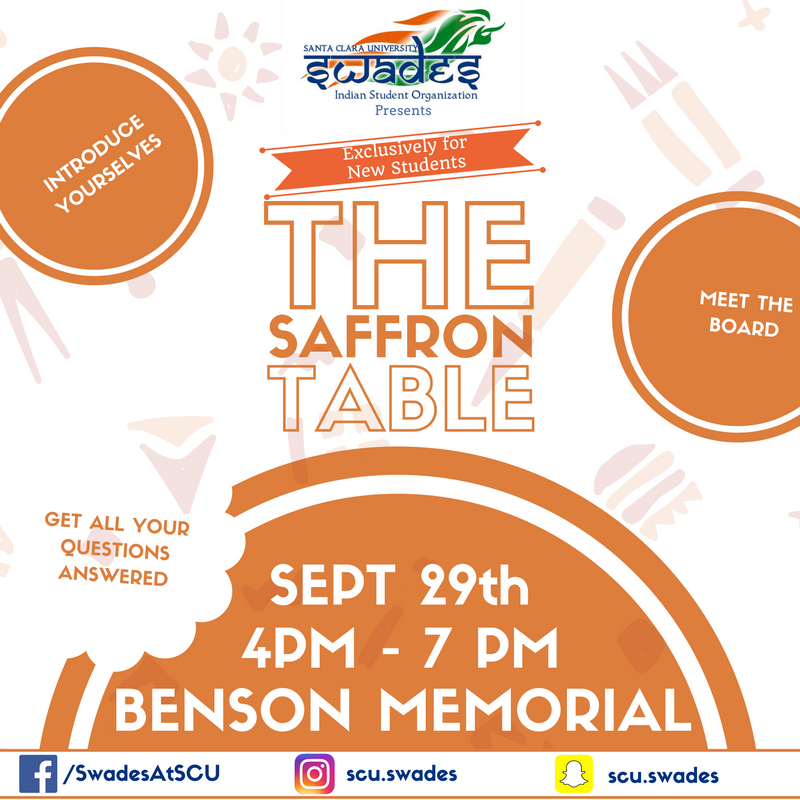 SANTA CLARA UNIVERSITY
SWADES
Indian Student Organization
Presents
Exclusively for
New Students
INTRODUCE
YOURSELVES
THE
SAFFRON
TABLE
MEET THE
BOARD
GET ALL YOUR
QUESTIONS
ANSWERED
SEPT 29th
4PM - 7 PM
BENSON MEMORIAL
/SwadesAtSCU
scu.swades
scu.swades